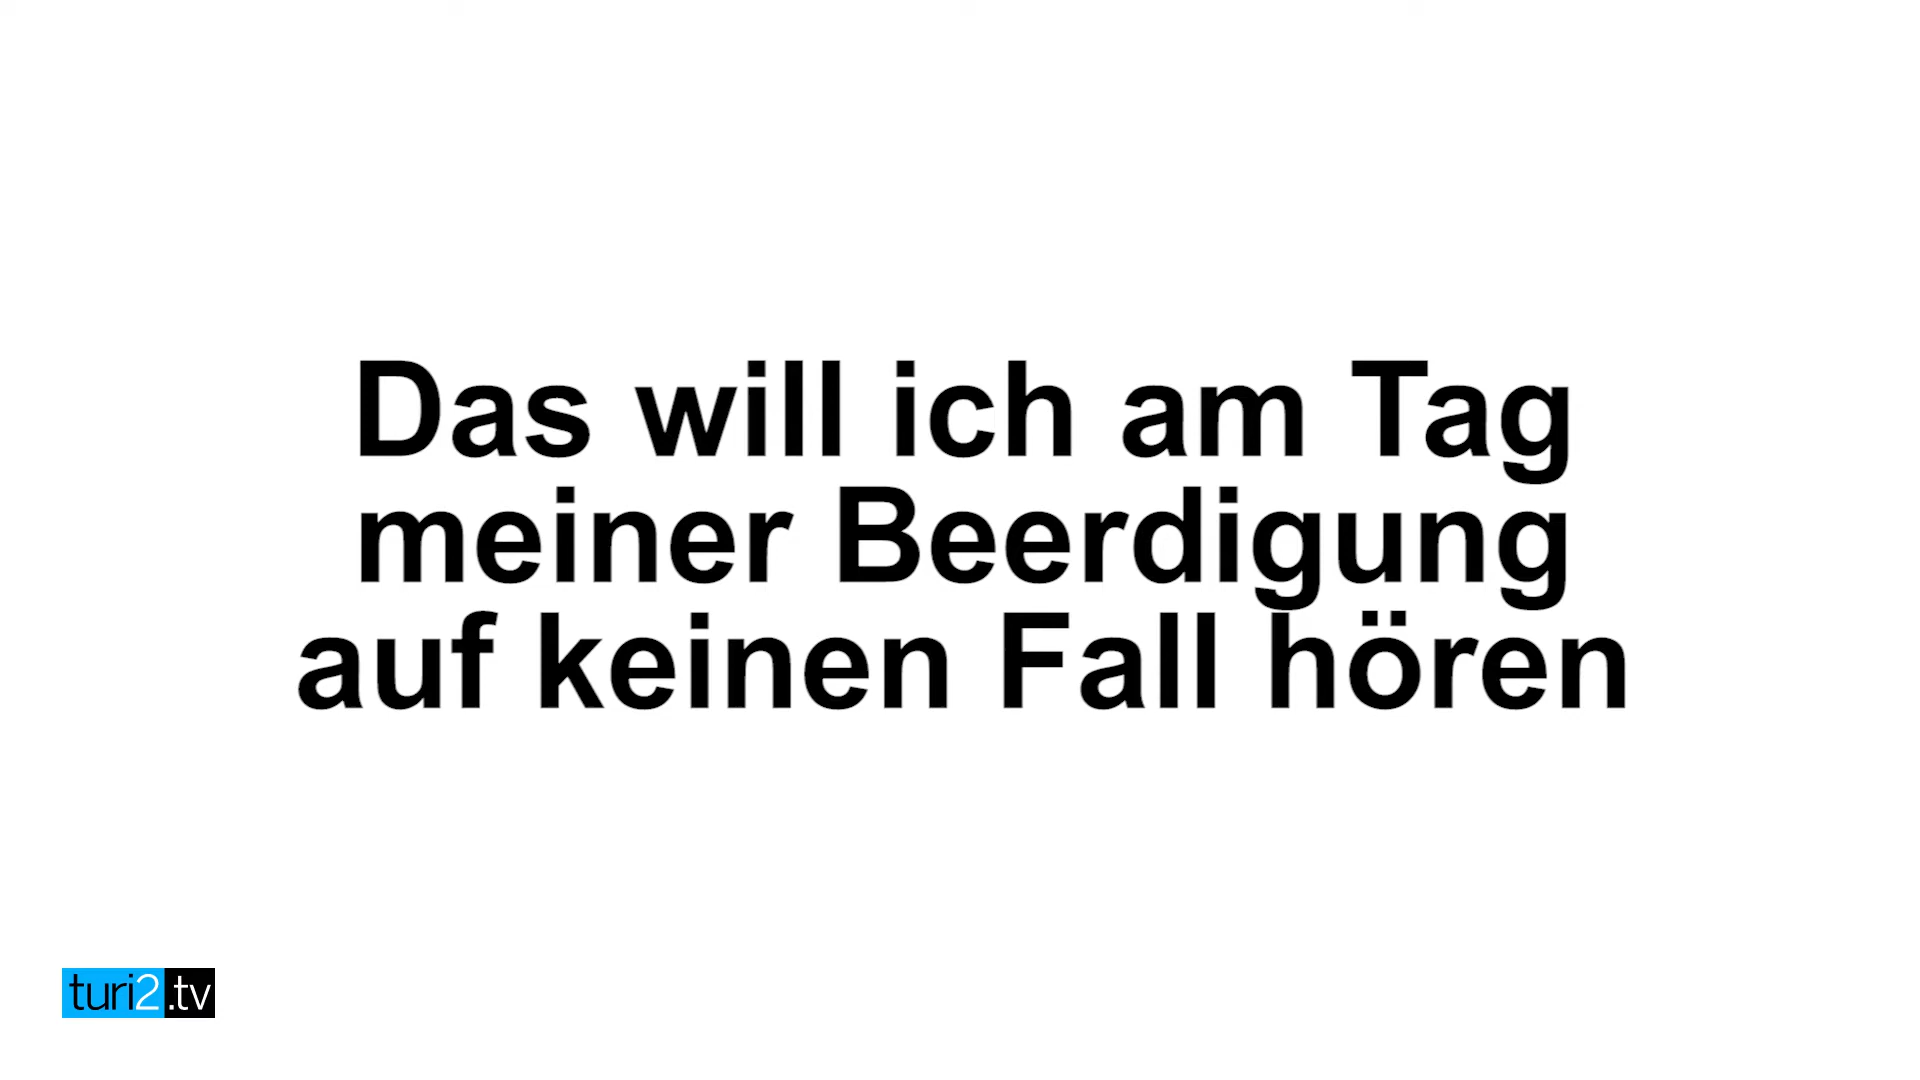 Das will ich am Tag
meiner Beerdigung
auf keinen Fall hören
turi2.tv